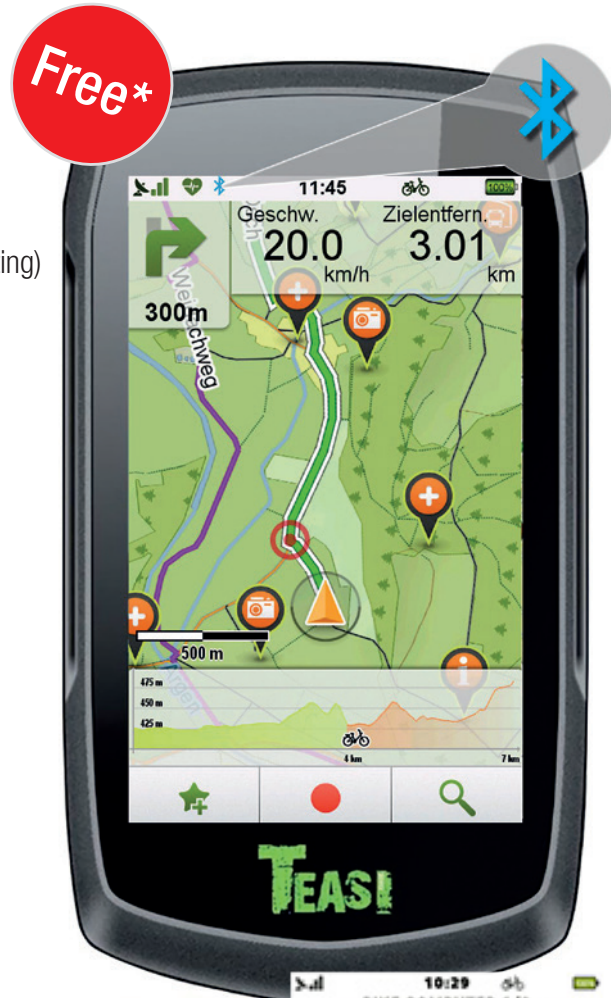 Free*
11:45
100%
Geschw.
Zielentfern.
20.0
3.01
km/h
km
ing)
300m
500 m
Argen
475 m
450 m
425 m
4 km
7 km
TEASI
10:29